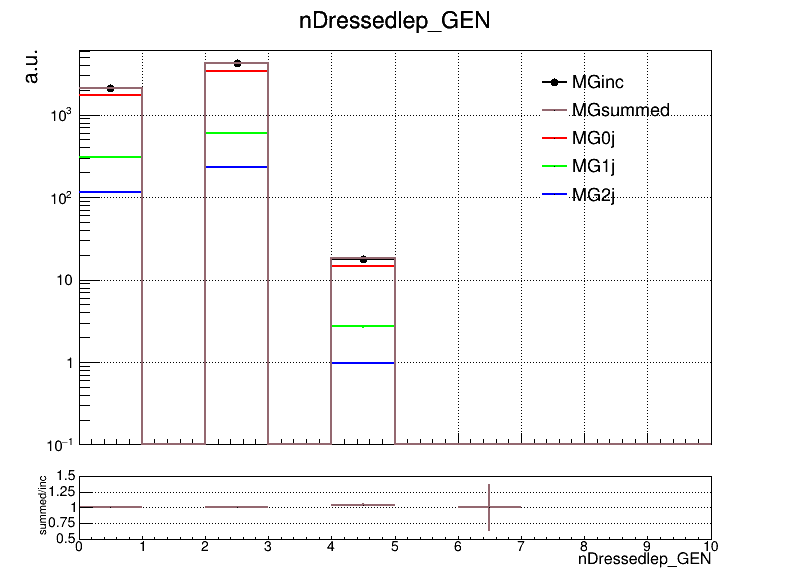 nDressedlep_GEN
a.u.
MGinc
MGsummed
MG0j
MG1j
MG2j
10³
10²
10
1
10⁻¹
summed/inc
1.5
1.25
1
0.75
0.5
0 1 2 3 4 5 6 7 8 9 10
nDressedlep_GEN